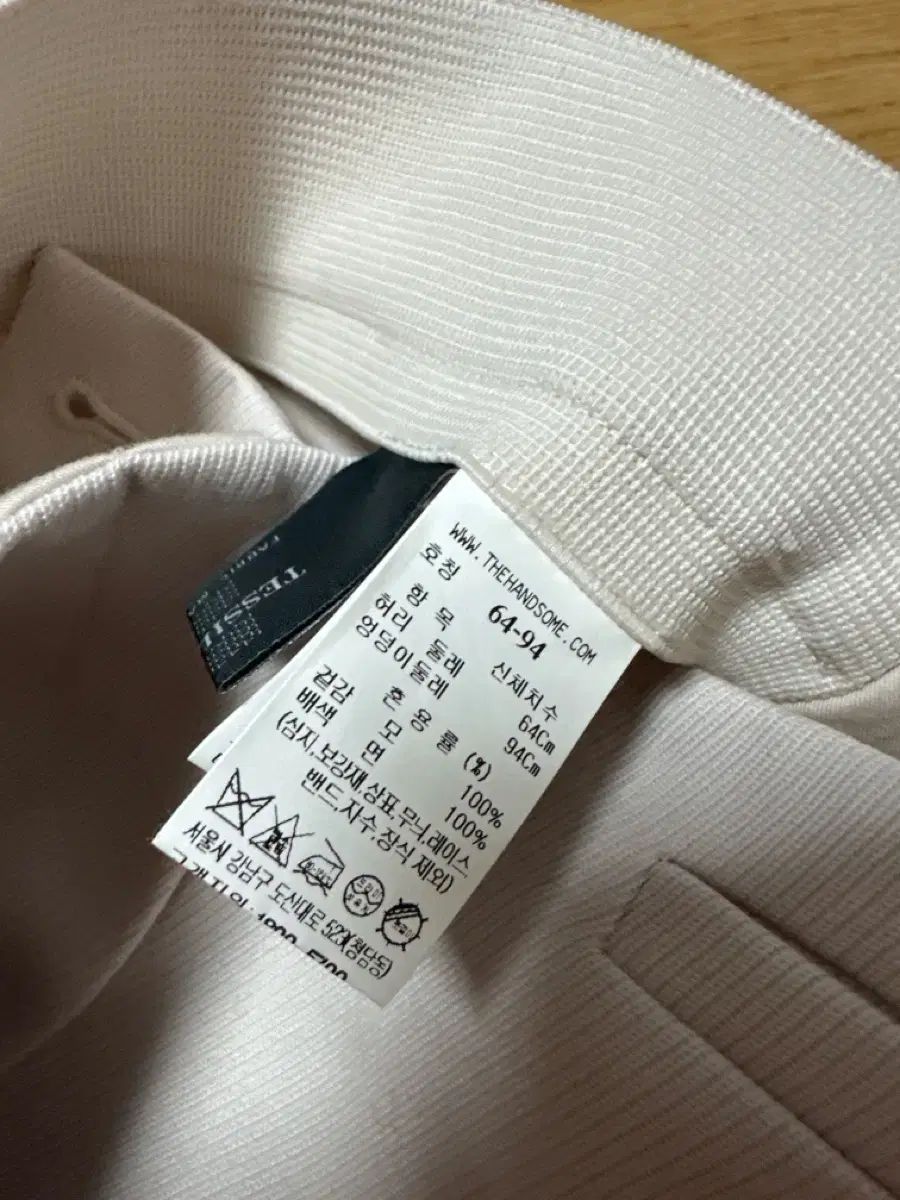 WWW.THEHANDSOME.COM
호칭 64-94
항 목 신체치수
허리 둘레 64Cm
엉덩이둘레 94Cm
혼 용 률 (%)
겉감 모 100%
배색 면 100%
(심지,보강재,상표,무늬,레이스
밴드,자수,장식 제외)
서울시 강남구 도산대로 523(청담동)
TESSI